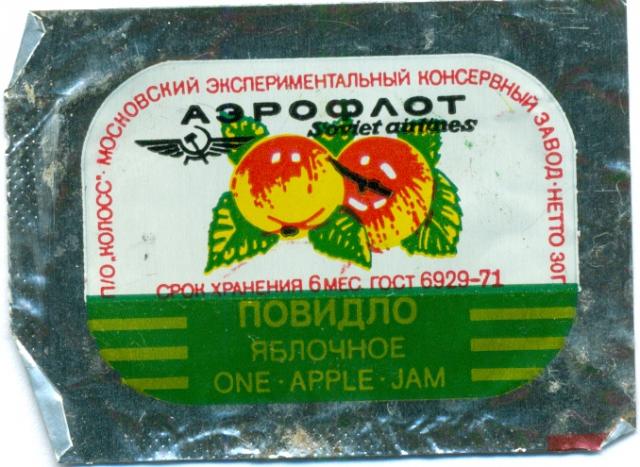 П/О „КОЛОСС"· МОСКОВСКИЙ ЭКСПЕРИМЕНТАЛЬНЫЙ КОНСЕРВНЫЙ ЗАВОД·НЕТТО 30Г
АЭРОФЛОТ
Soviet airlines
СРОК ХРАНЕНИЯ 6 МЕС. ГОСТ 6929-71
ПОВИДЛО
ЯБЛОЧНОЕ
ONE·APPLE·JAM